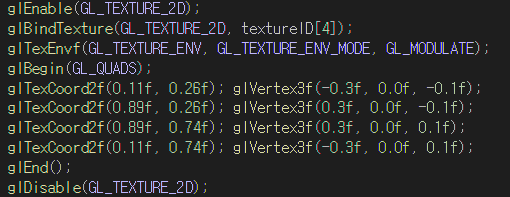 glEnable(GL_TEXTURE_2D);
glBindTexture(GL_TEXTURE_2D, textureID[4]);
glTexEnvf(GL_TEXTURE_ENV, GL_TEXTURE_ENV_MODE, GL_MODULATE);
glBegin(GL_QUADS);
glTexCoord2f(0.11f, 0.26f); glVertex3f(-0.3f, 0.0f, -0.1f);
glTexCoord2f(0.89f, 0.26f); glVertex3f(0.3f, 0.0f, -0.1f);
glTexCoord2f(0.89f, 0.74f); glVertex3f(0.3f, 0.0f, 0.1f);
glTexCoord2f(0.11f, 0.74f); glVertex3f(-0.3f, 0.0f, 0.1f);
glEnd();
glDisable(GL_TEXTURE_2D);